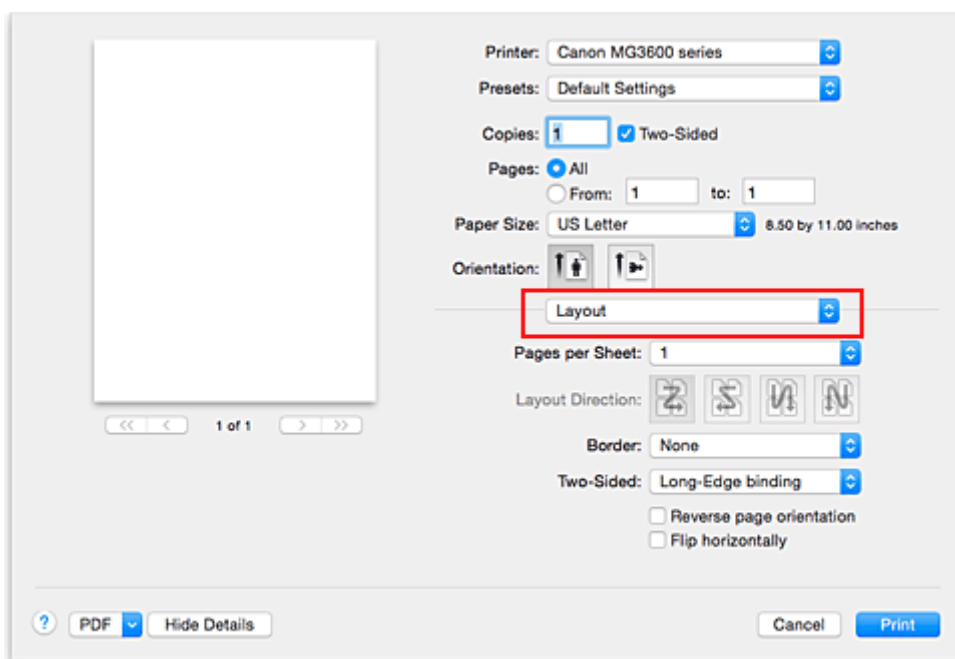 Printer: Canon MG3600 series
Presets: Default Settings
Copies: 1 Two-Sided
Pages: All
From: 1 to: 1
Paper Size: US Letter 8.50 by 11.00 inches
Orientation:
Layout
Pages per Sheet: 1
Layout Direction:
<< < 1 of 1 > >>
Border: None
Two-Sided: Long-Edge binding
Reverse page orientation
Flip horizontally
? PDF Hide Details Cancel Print